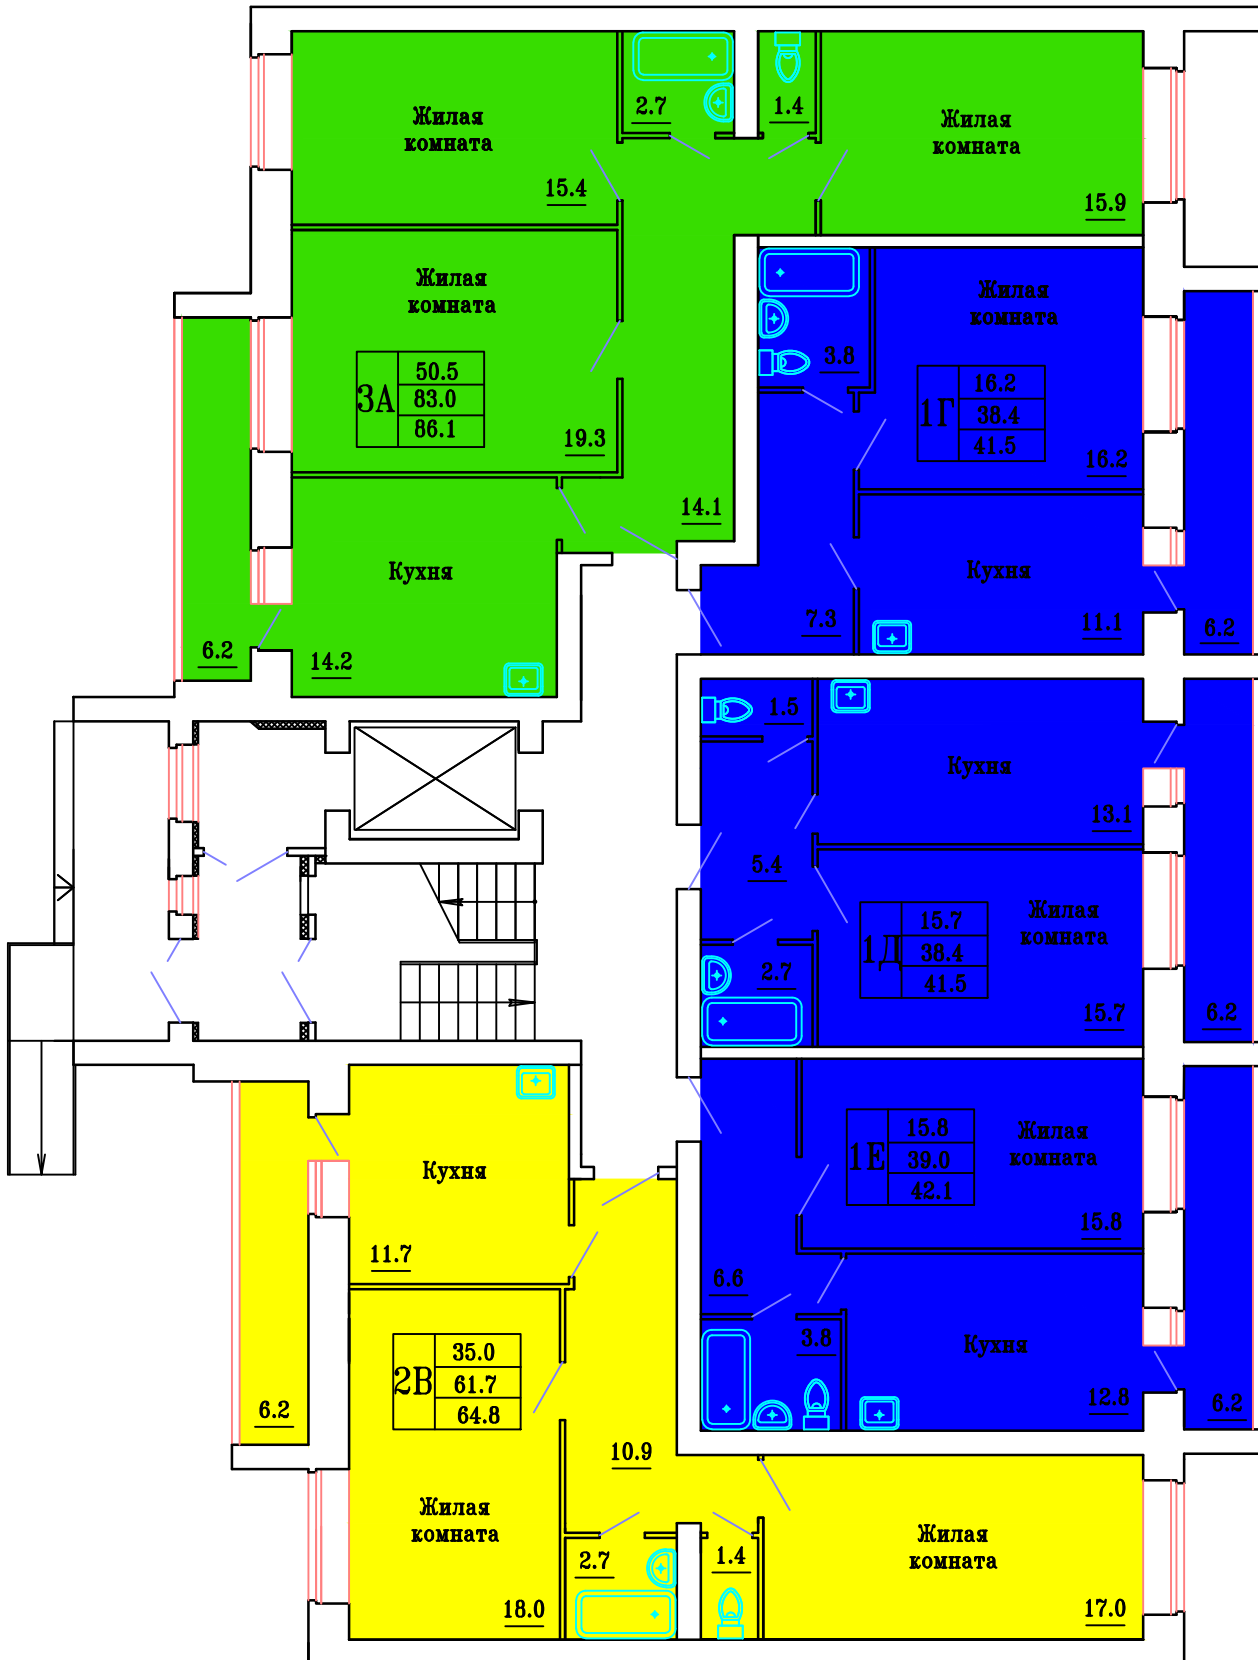 2.7
1.4
Жилая
комната
15.4
Жилая
комната
15.9
Жилая
комната
3А
50.5
83.0
86.1
19.3
Жилая
комната
3.8
1Г
16.2
38.4
41.5
16.2
14.1
Кухня
14.2
6.2
7.3
Кухня
11.1
6.2
1.5
Кухня
13.1
5.4
1Д
15.7
38.4
41.5
Жилая
комната
2.7
15.7
6.2
1Е
15.8
39.0
42.1
Жилая
комната
15.8
Кухня
11.7
6.6
3.8
Кухня
12.8
6.2
6.2
2В
35.0
61.7
64.8
10.9
Жилая
комната
18.0
2.7
1.4
Жилая
комната
17.0